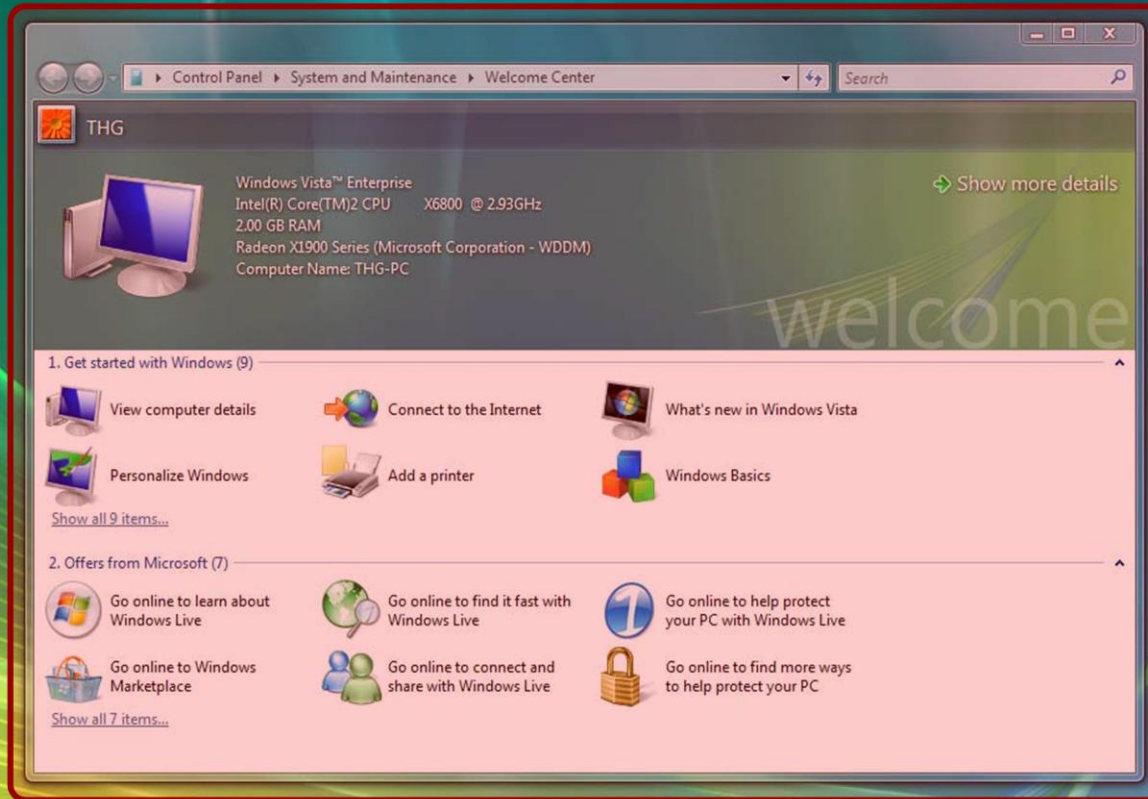 Control Panel ▸ System and Maintenance ▸ Welcome Center
Search
THG
Windows Vista™ Enterprise
Intel(R) Core(TM)2 CPU X6800 @ 2.93GHz
2.00 GB RAM
Radeon X1900 Series (Microsoft Corporation - WDDM)
Computer Name: THG-PC
Show more details
welcome
1. Get started with Windows (9)
View computer details
Connect to the Internet
What's new in Windows Vista
Personalize Windows
Add a printer
Windows Basics
Show all 9 items...
2. Offers from Microsoft (7)
Go online to learn about
Windows Live
Go online to find it fast with
Windows Live
Go online to help protect
your PC with Windows Live
Go online to Windows
Marketplace
Go online to connect and
share with Windows Live
Go online to find more ways
to help protect your PC
Show all 7 items...